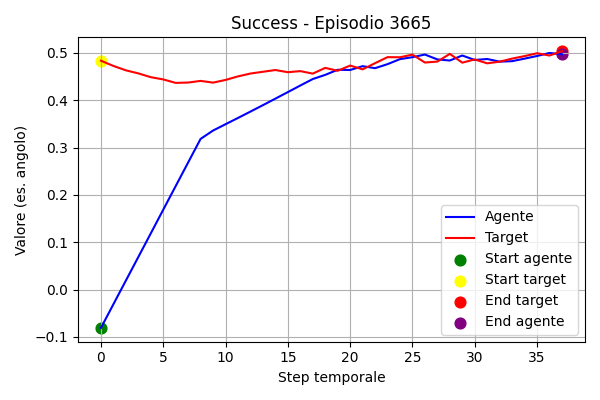 Success - Episodio 3665
Valore (es. angolo)
0.5
0.4
0.3
0.2
0.1
0.0
−0.1
0
5
10
15
20
25
30
35
Step temporale
Agente
Target
Start agente
Start target
End target
End agente